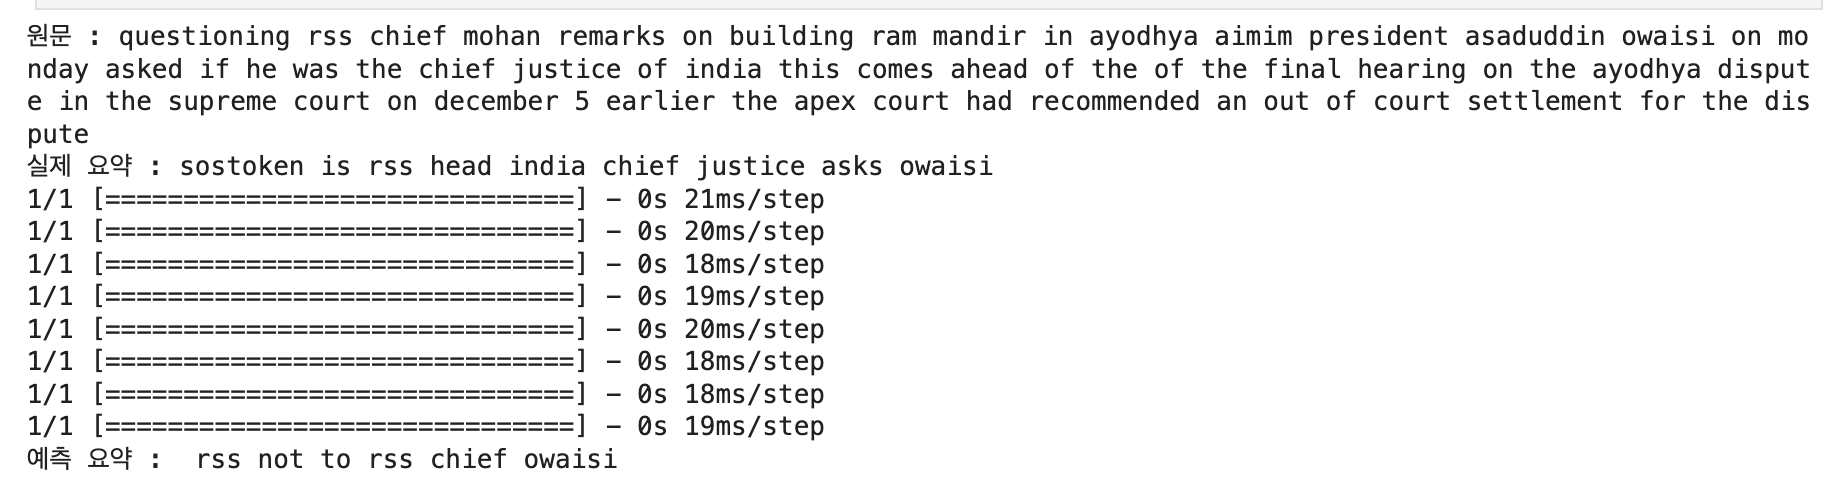 원문 : questioning rss chief mohan remarks on building ram mandir in ayodhya aimim president asaduddin owaisi on mo
nday asked if he was the chief justice of india this comes ahead of the of the final hearing on the ayodhya disput
e in the supreme court on december 5 earlier the apex court had recommended an out of court settlement for the dis
pute
실제 요약 : sostoken is rss head india chief justice asks owaisi
1/1 [==============================] - 0s 21ms/step
1/1 [==============================] - 0s 20ms/step
1/1 [==============================] - 0s 18ms/step
1/1 [==============================] - 0s 19ms/step
1/1 [==============================] - 0s 20ms/step
1/1 [==============================] - 0s 18ms/step
1/1 [==============================] - 0s 18ms/step
1/1 [==============================] - 0s 19ms/step
예측 요약 :  rss not to rss chief owaisi